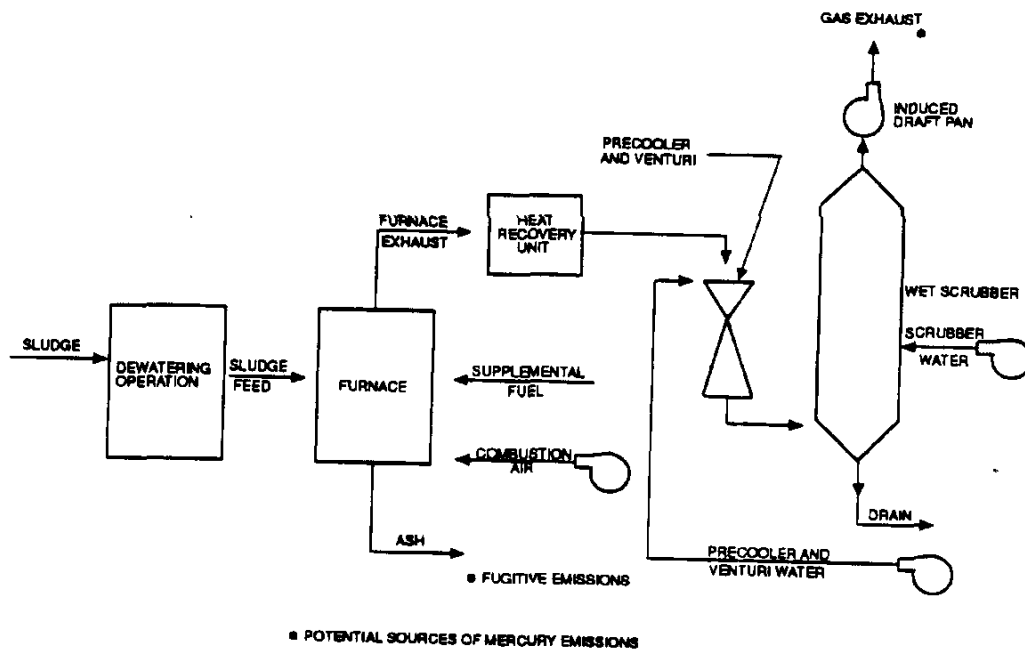 GAS EXHAUST
INDUCED
DRAFT PAN
PRECOOLER
AND VENTURI
FURNACE
EXHAUST
HEAT
RECOVERY
UNIT
WET SCRUBBER
SLUDGE
DEWATERING
OPERATION
SLUDGE
FEED
FURNACE
SUPPLEMENTAL
FUEL
SCRUBBER
WATER
COMBUSTION
AIR
DRAIN
ASH
PRECOOLER AND
VENTURI WATER
● FUGITIVE EMISSIONS
● POTENTIAL SOURCES OF MERCURY EMISSIONS